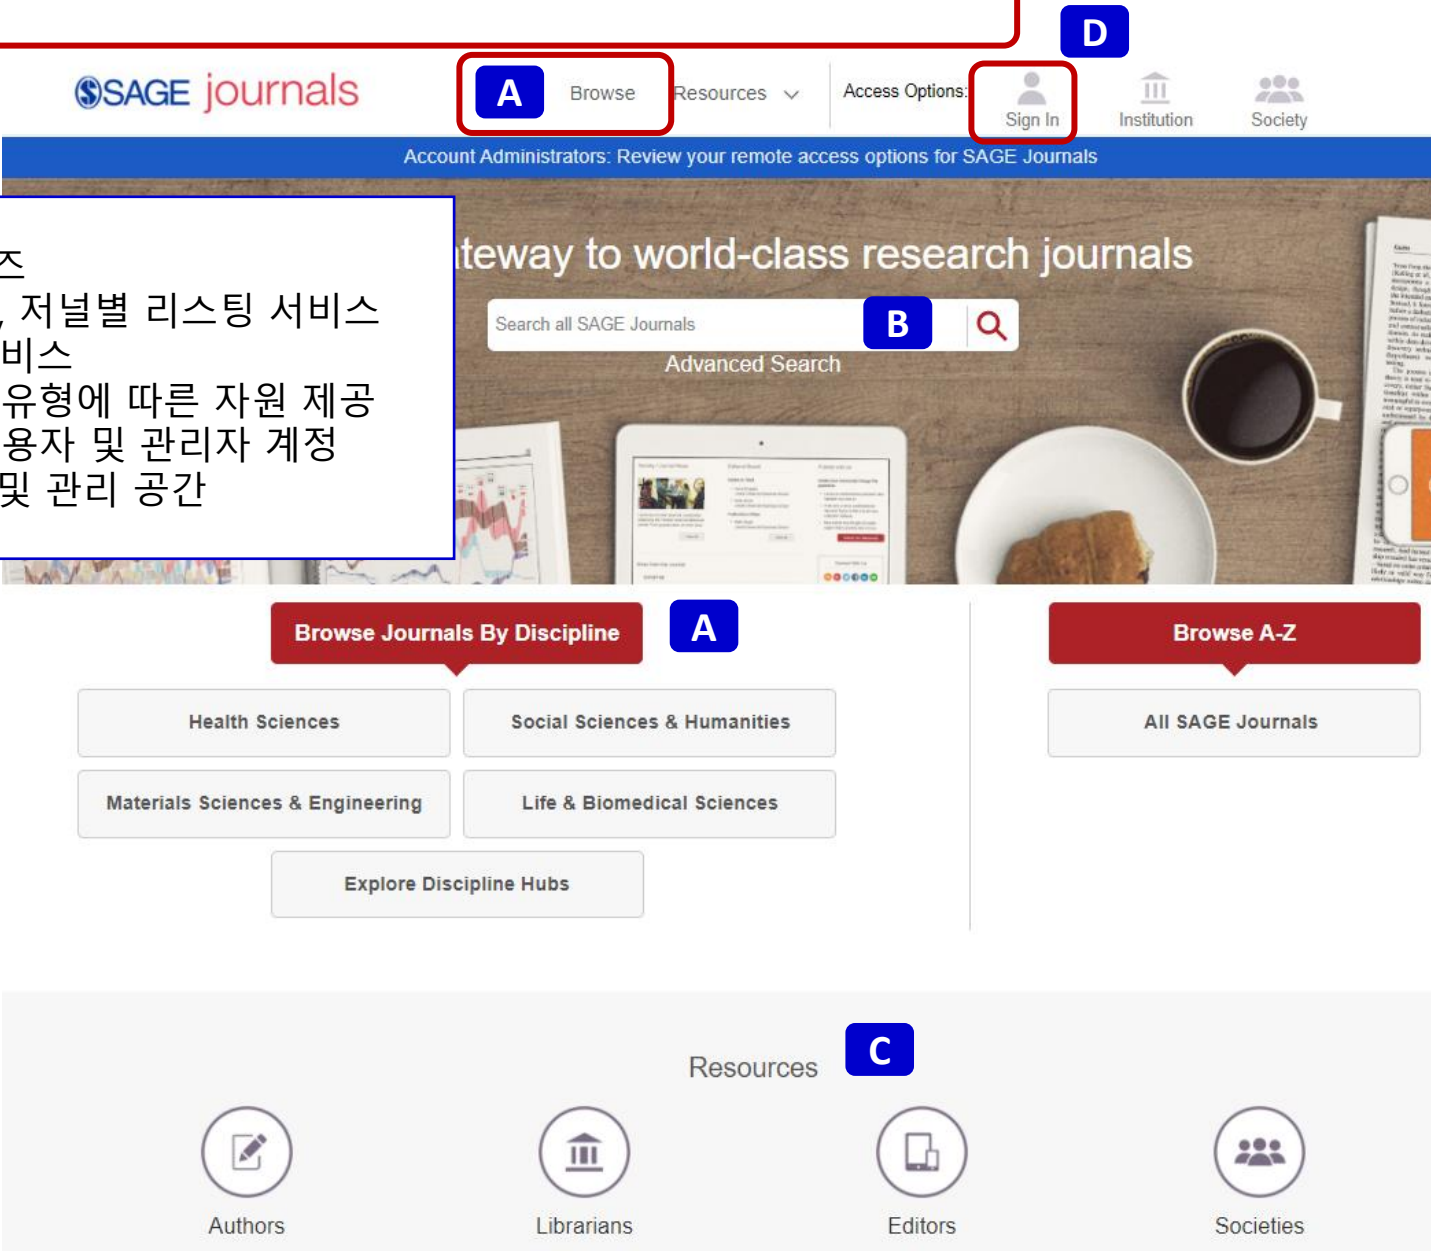 D
SAGE journals
A Browse Resources Access Options:
Sign In Institution Society
Account Administrators: Review your remote access options for SAGE Journals
teway to world-class research journals
즈
, 저널별 리스팅 서비스
비스
유형에 따른 자원 제공
용자 및 관리자 계정
및 관리 공간
Search all SAGE Journals B
Advanced Search
Browse Journals By Discipline A
Browse A-Z
Health Sciences Social Sciences & Humanities
All SAGE Journals
Materials Sciences & Engineering Life & Biomedical Sciences
Explore Discipline Hubs
Resources C
Authors Librarians Editors Societies